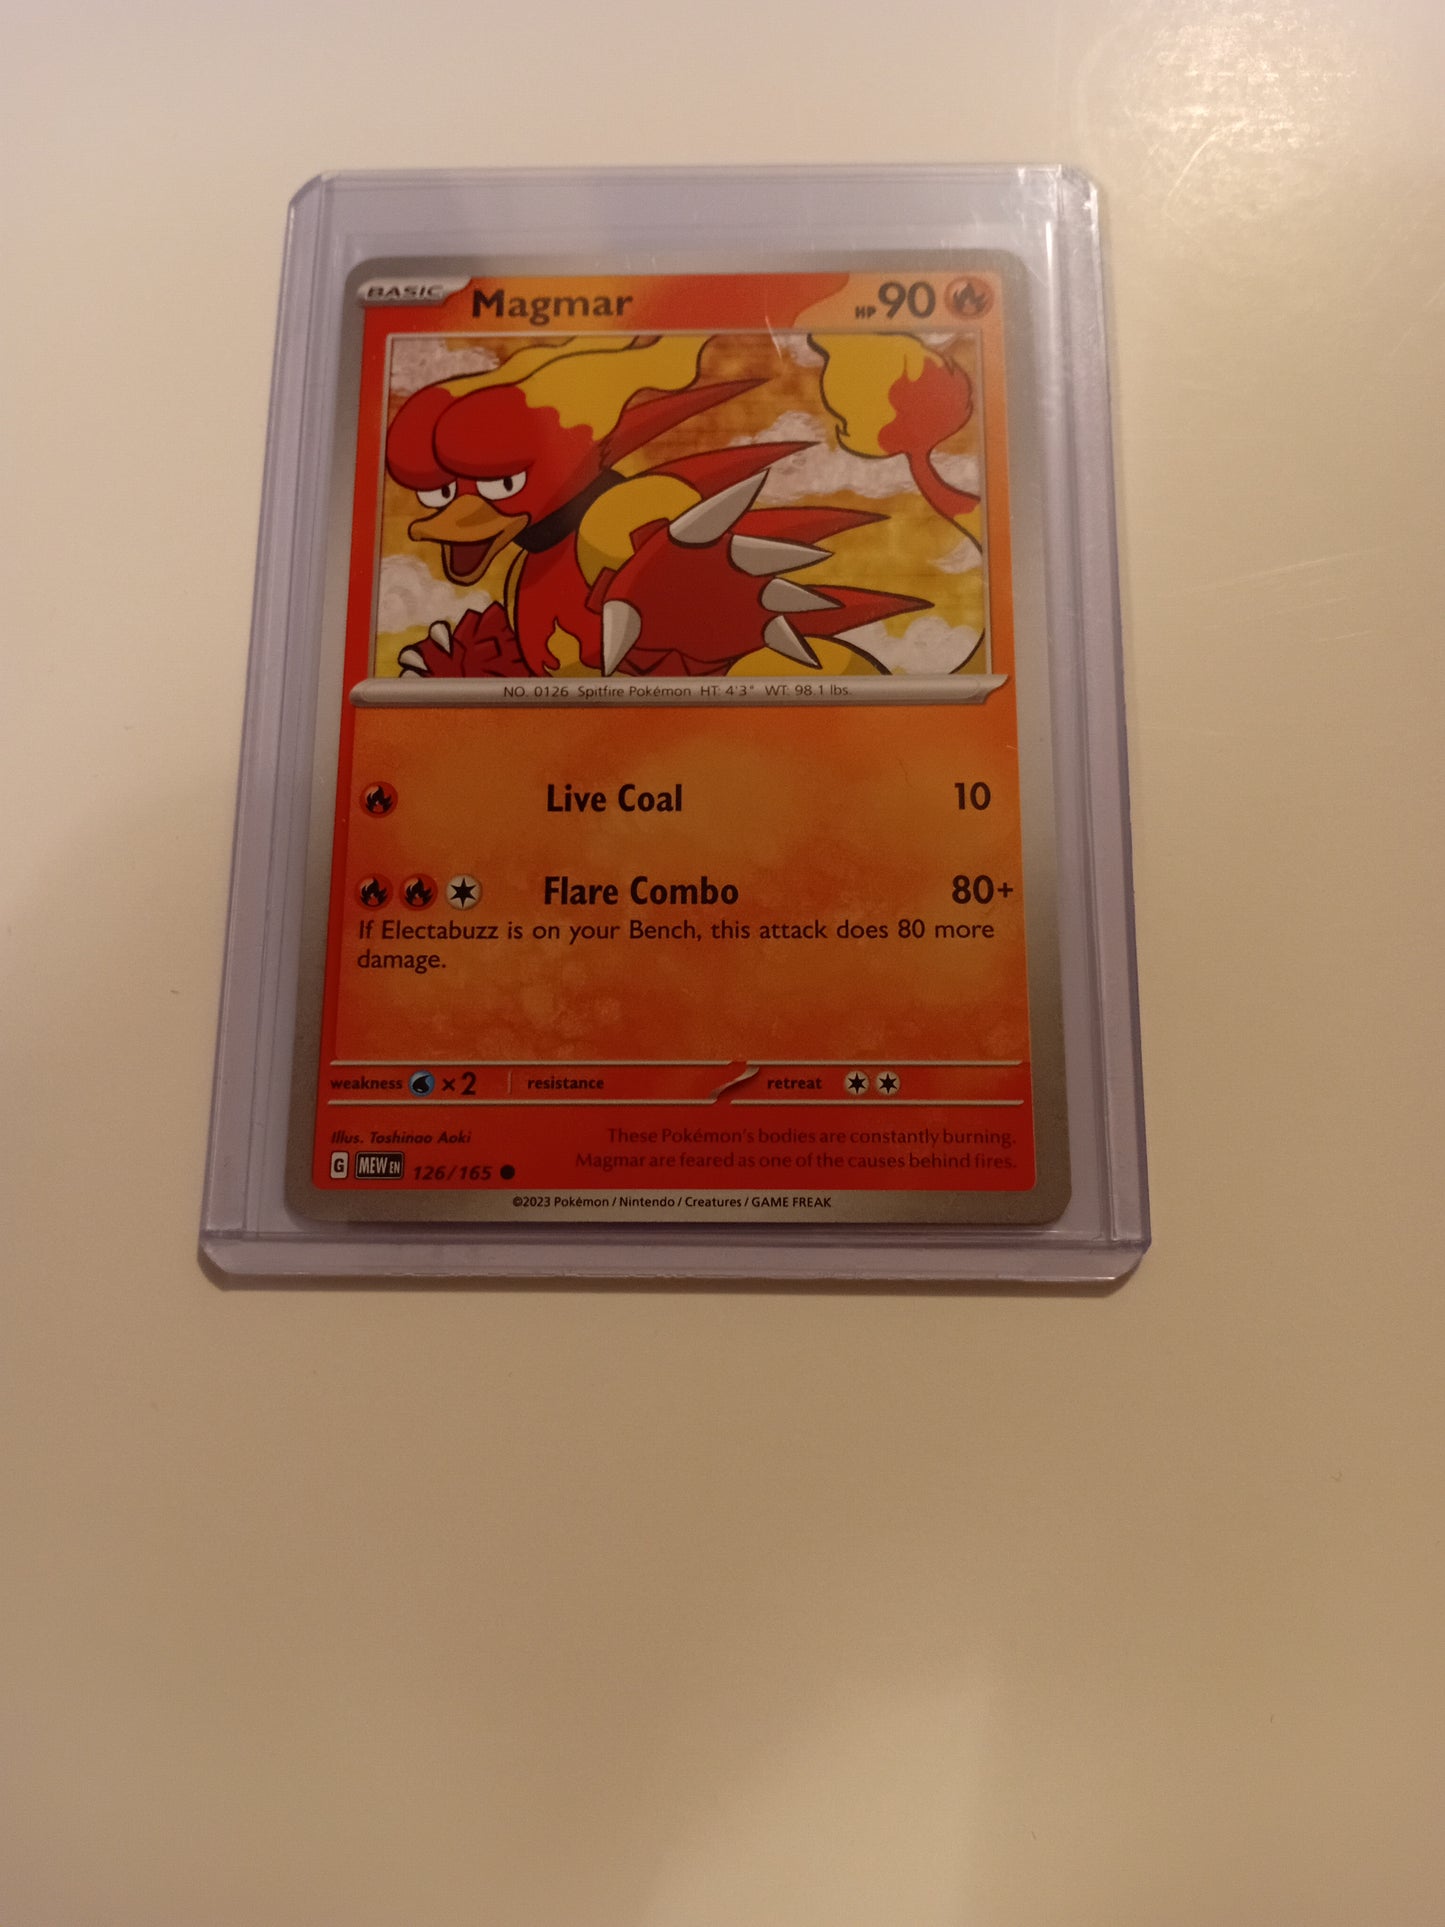 BASIC Magmar HP 90
NO. 0126 Spitfire Pokémon HT: 4'3" WT: 98.1 lbs.
Live Coal 10
Flare Combo 80+
If Electabuzz is on your Bench, this attack does 80 more
damage.
weakness ×2 resistance retreat
Illus. Toshinao Aoki
These Pokémon's bodies are constantly burning.
Magmar are feared as one of the causes behind fires.
G MEW EN 126/165
©2023 Pokémon / Nintendo / Creatures / GAME FREAK